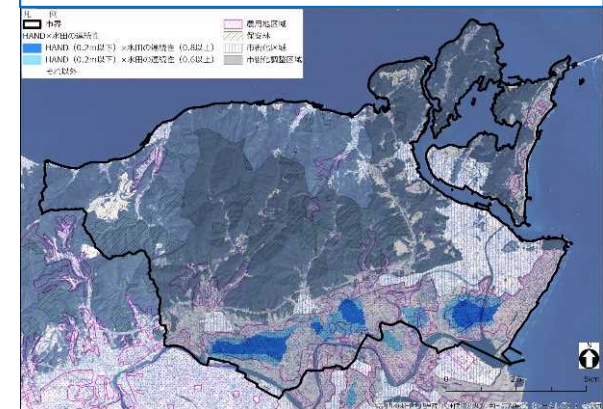 凡 例
市界
HAND×水田の連続性
HAND（0.2m以下）×水田の連続性（0.8以上）
HAND（0.2m以下）×水田の連続性（0.6以上）
それ以外
農用地区域
保安林
市街化区域
市街化調整区域
0
5km